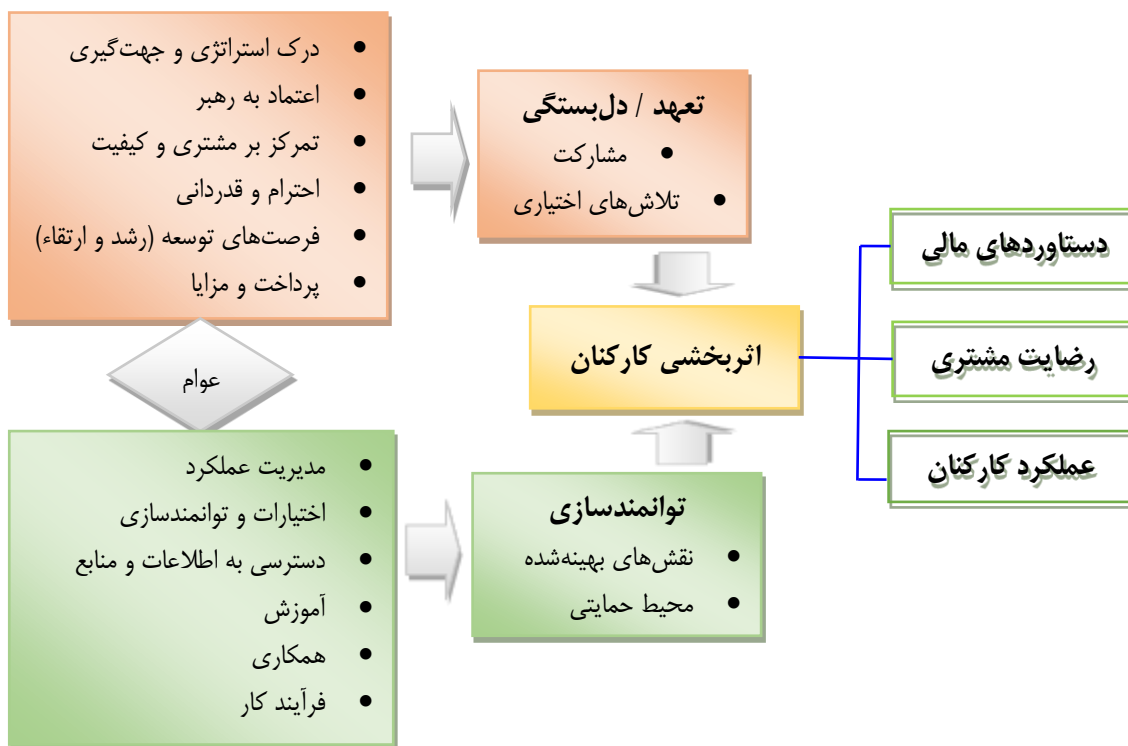 • درک استراتژی و جهت‌گیری
• اعتماد به رهبر
• تمرکز بر مشتری و کیفیت
• احترام و قدردانی
• فرصت‌های توسعه (رشد و ارتقاء)
• پرداخت و مزایا
عوام
• مدیریت عملکرد
• اختیارات و توانمندسازی
• دسترسی به اطلاعات و منابع
• آموزش
• همکاری
• فرآیند کار
تعهد / دل‌بستگی
• مشارکت
• تلاش‌های اختیاری
اثربخشی کارکنان
توانمندسازی
• نقش‌های بهینه‌شده
• محیط حمایتی
دستاوردهای مالی
رضایت مشتری
عملکرد کارکنان